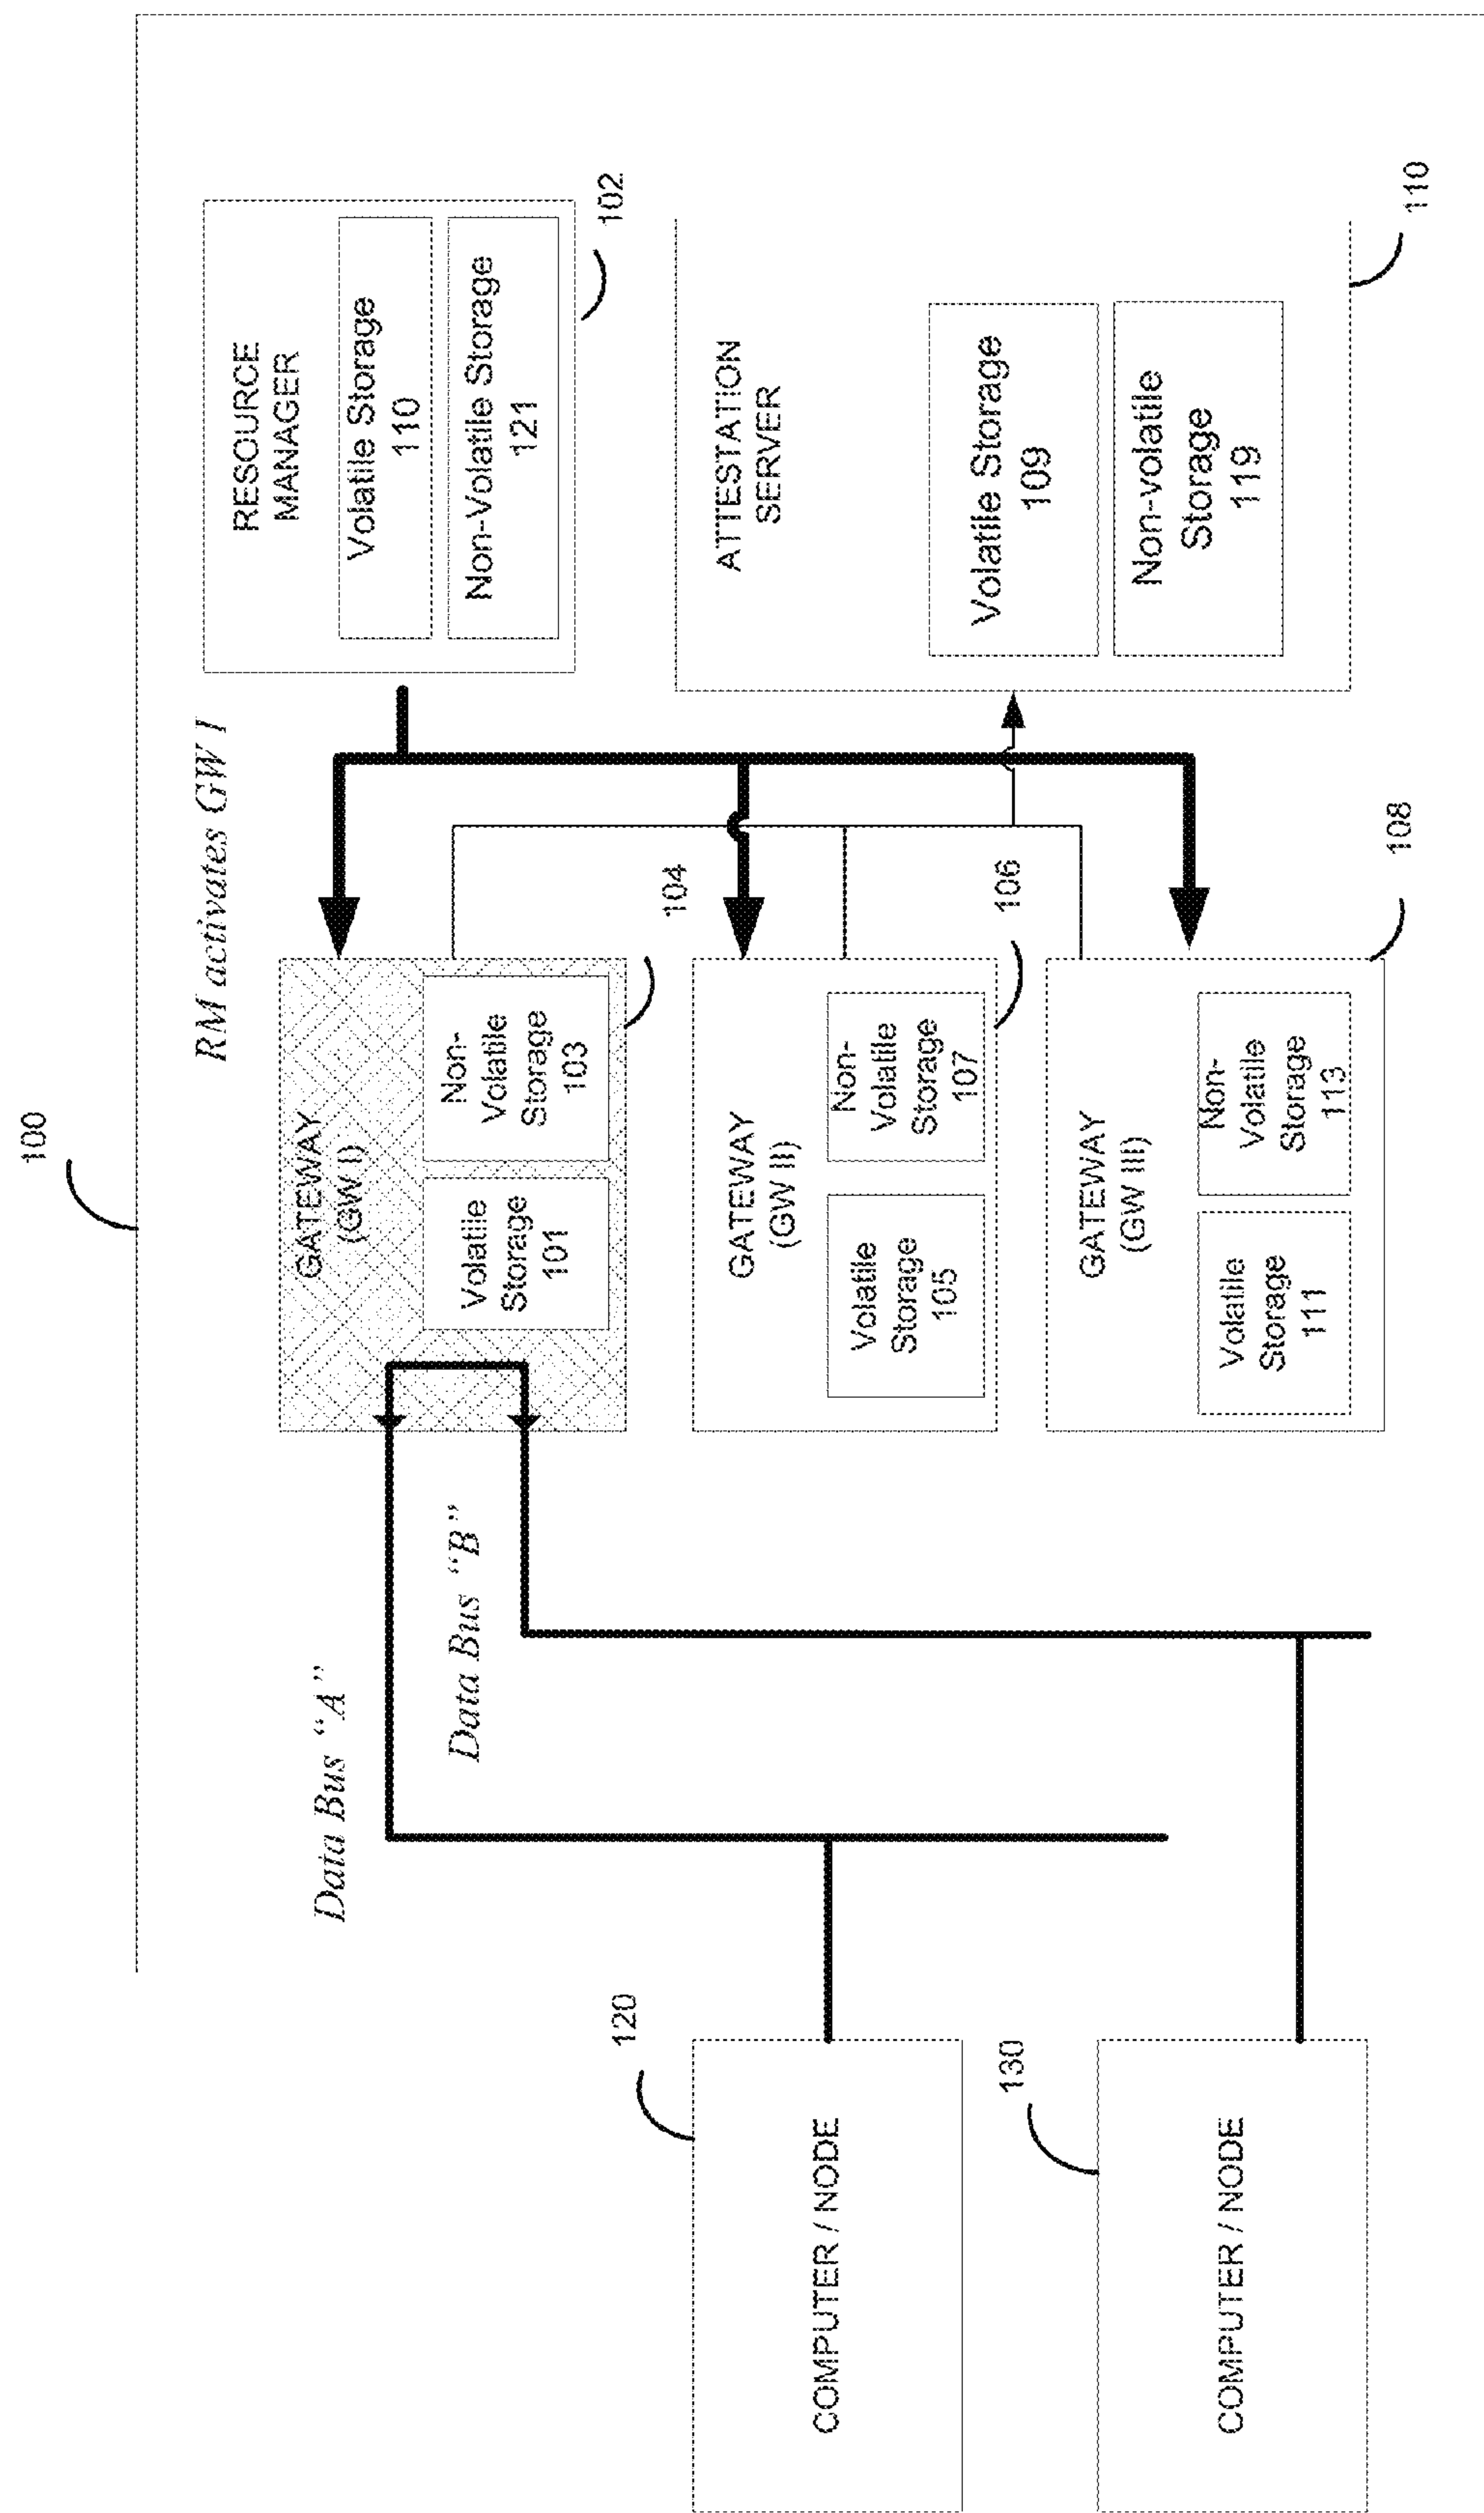 100
RM activates GW I
RESOURCE
MANAGER
Volatile Storage
110
Non-Volatile Storage
121
102
ATTESTATION
SERVER
Volatile Storage
109
Non-volatile
Storage
119
110
GATEWAY
(GW I)
Volatile
Storage
101
Non-
Volatile
Storage
103
104
GATEWAY
(GW II)
Volatile
Storage
105
Non-
Volatile
Storage
107
106
GATEWAY
(GW III)
Volatile
Storage
111
Non-
Volatile
Storage
113
108
Data Bus “A”
Data Bus “B”
120
COMPUTER / NODE
130
COMPUTER / NODE